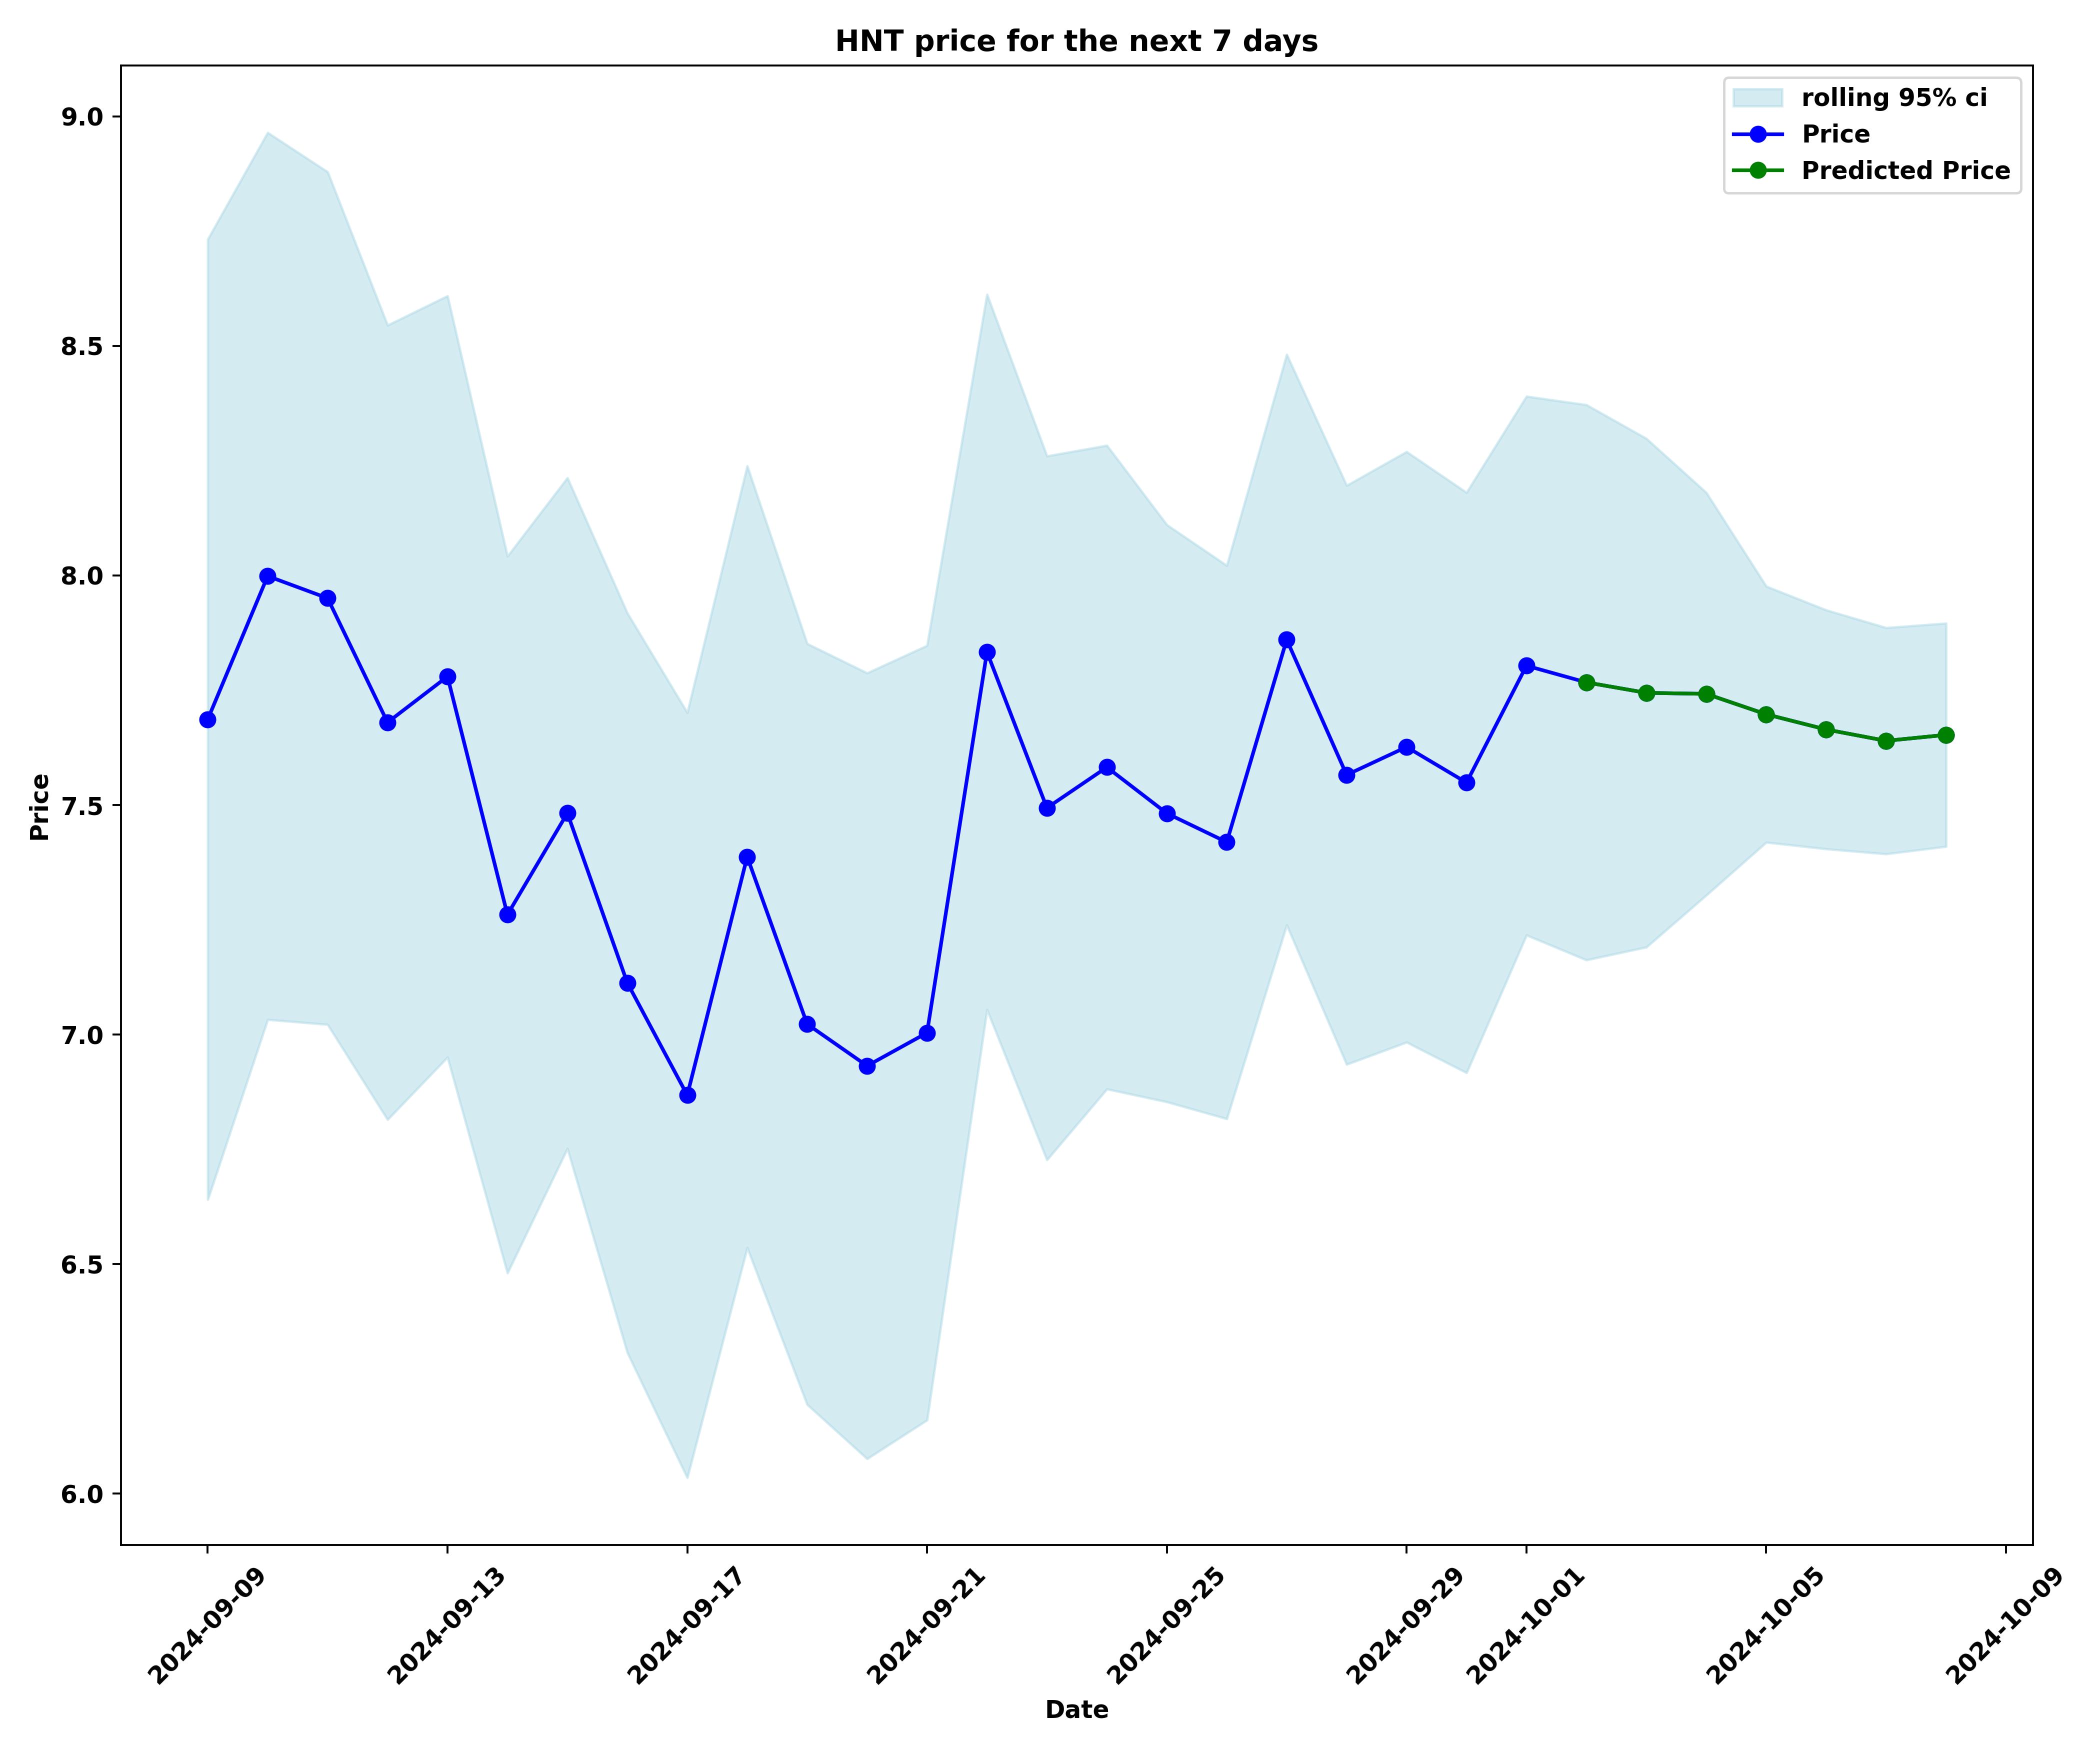 HNT price for the next 7 days
rolling 95% ci
Price
Predicted Price
9.0
8.5
8.0
7.5
7.0
6.5
6.0
Price
2024-09-09
2024-09-13
2024-09-17
2024-09-21
2024-09-25
2024-09-29
2024-10-01
2024-10-05
2024-10-09
Date